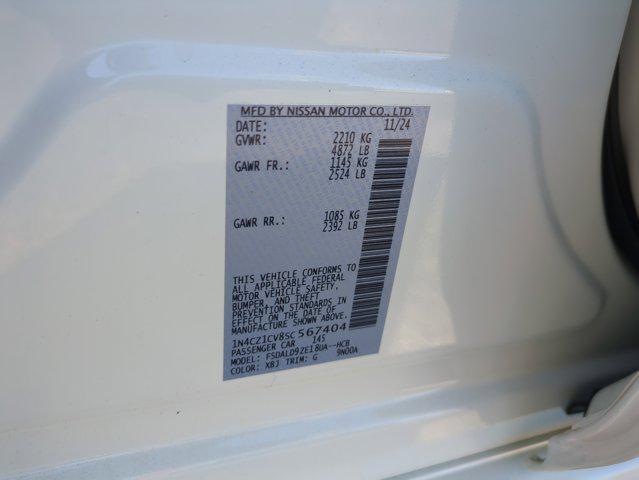 MFD BY NISSAN MOTOR CO., LTD.
DATE: 11/24
GVWR: 2210 KG
4872 LB
GAWR FR.: 1145 KG
2524 LB
GAWR RR.: 1085 KG
2392 LB
THIS VEHICLE CONFORMS TO
ALL APPLICABLE FEDERAL
MOTOR VEHICLE SAFETY,
BUMPER, AND THEFT
PREVENTION STANDARDS IN
EFFECT ON THE DATE OF
MANUFACTURE SHOWN ABOVE.
1N4CZ1CV8SC567404
PASSENGER CAR 145
MODEL: FSDALD9ZE18UA--HCB
COLOR: XBJ TRIM: G 9N00A